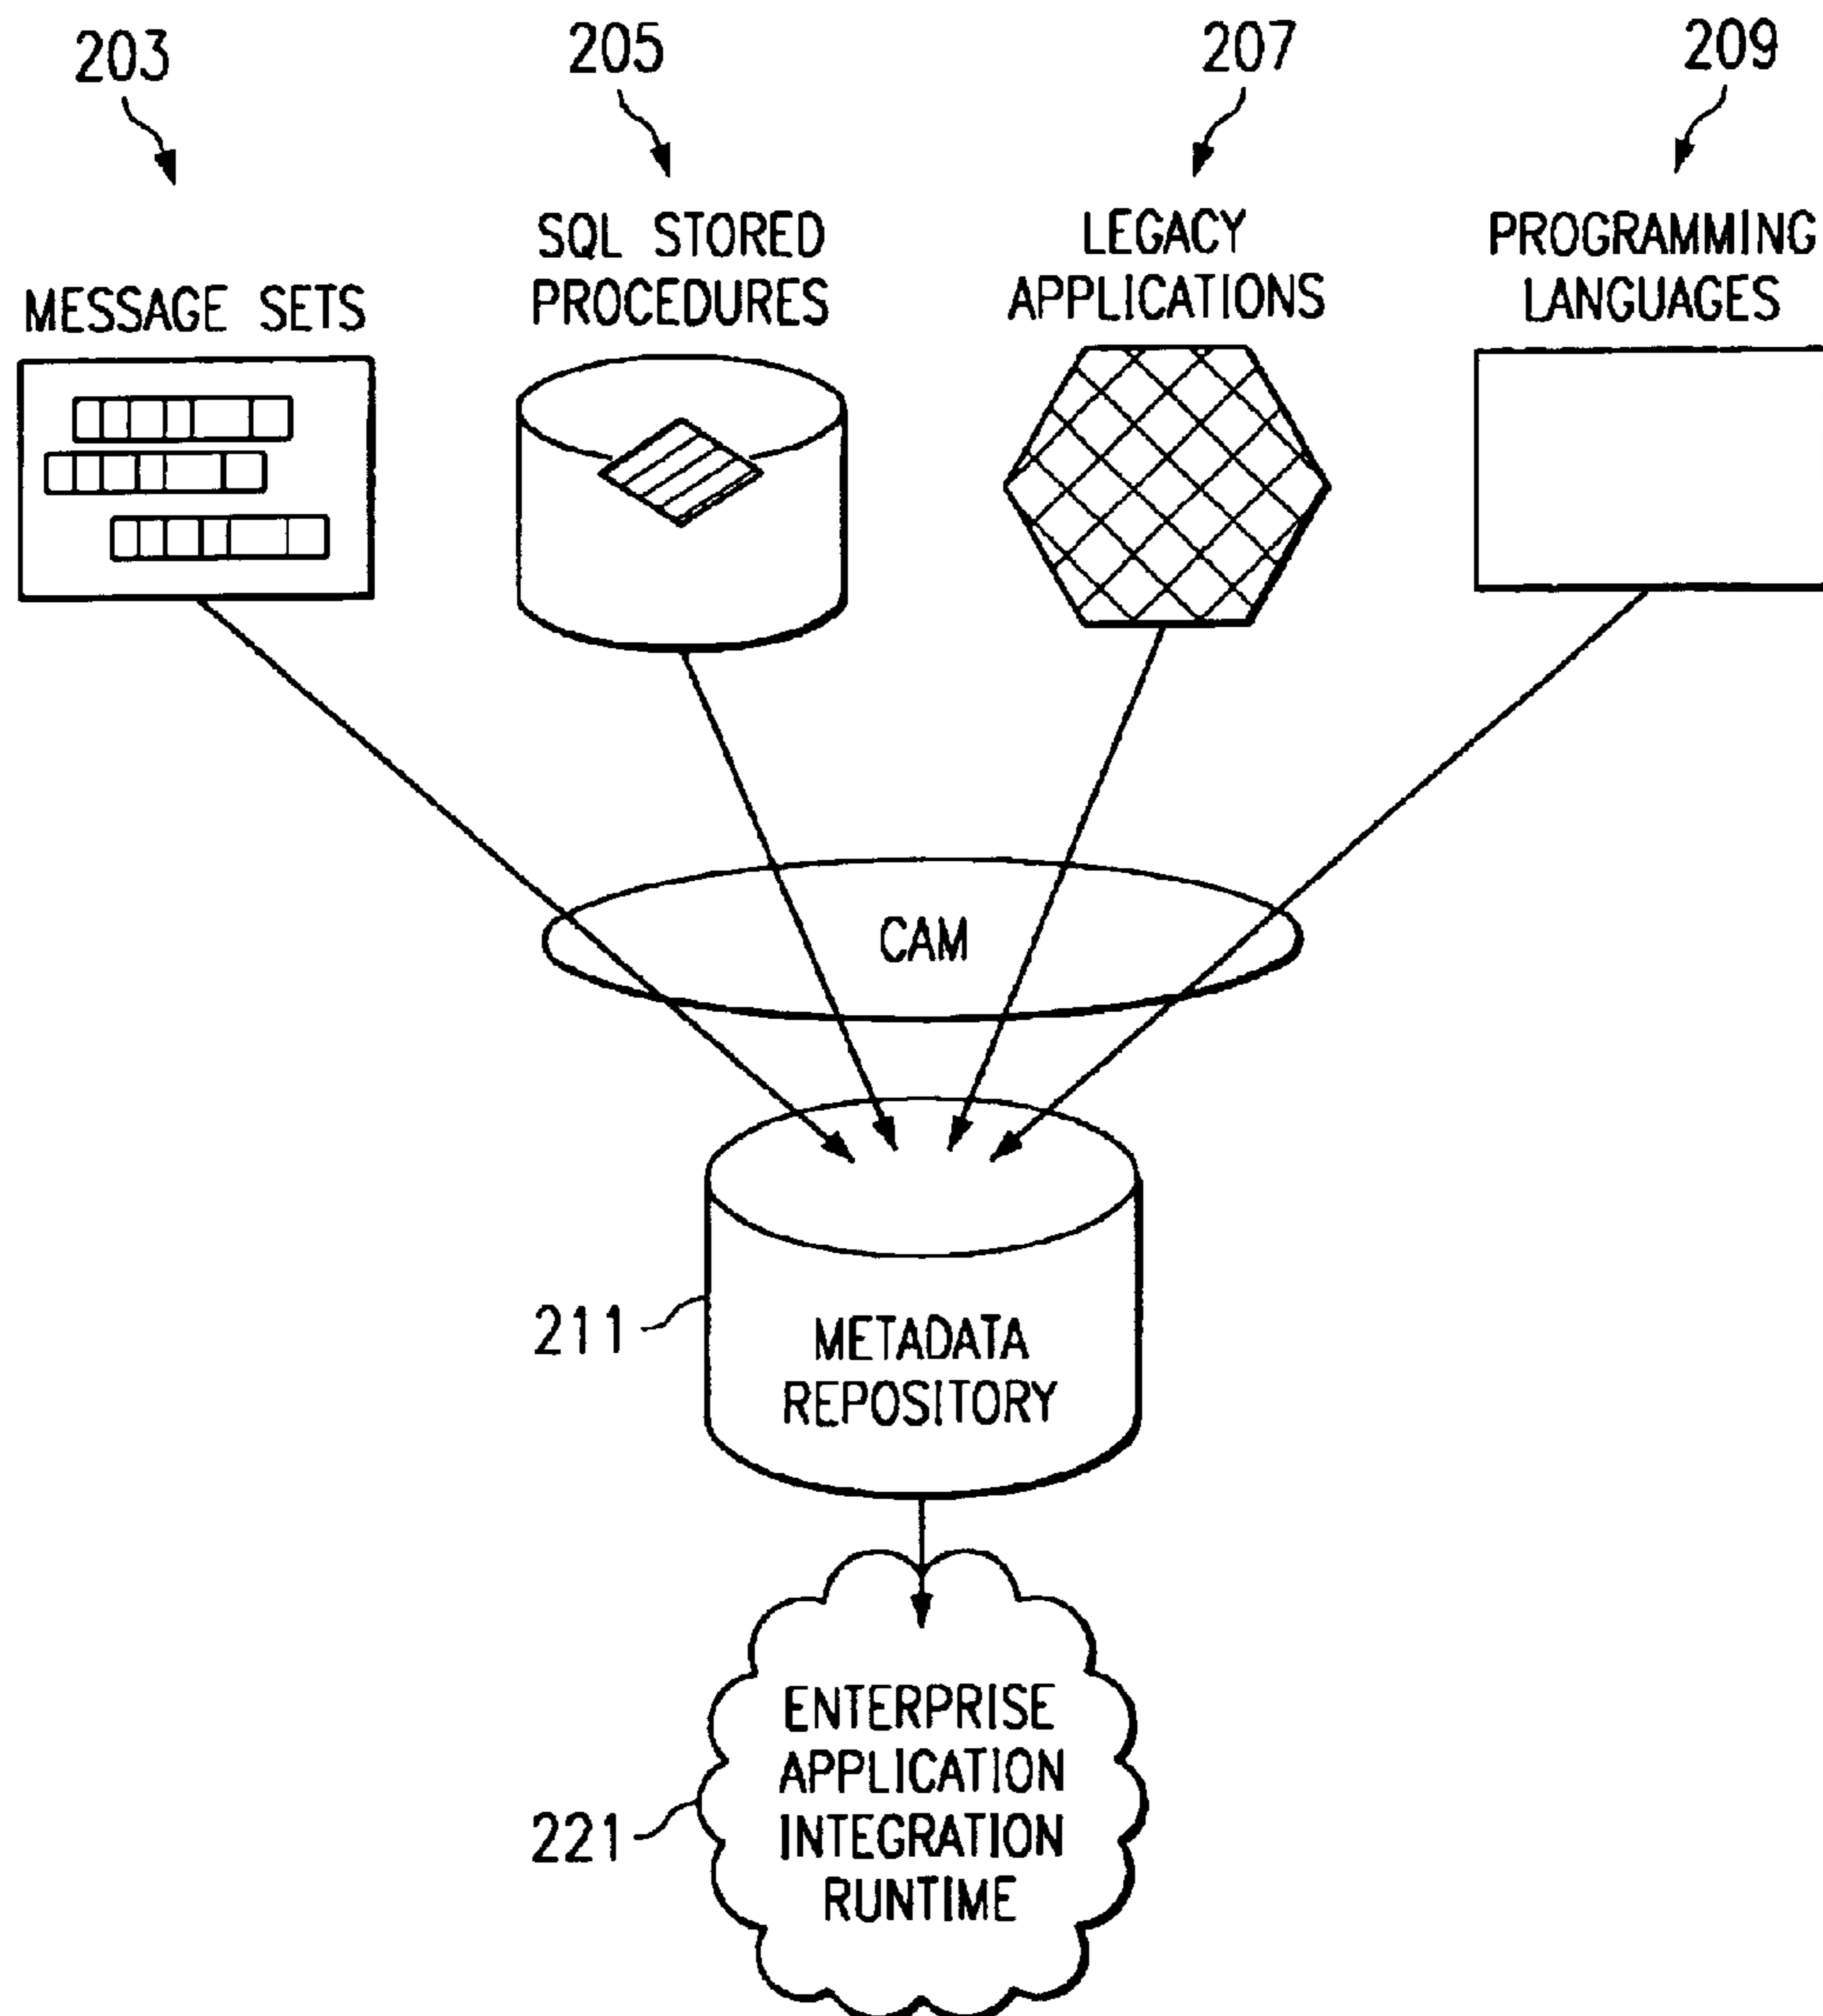 203
205
207
209
MESSAGE SETS
SQL STORED
PROCEDURES
LEGACY
APPLICATIONS
PROGRAMMING
LANGUAGES
CAM
211
METADATA
REPOSITORY
221
ENTERPRISE
APPLICATION
INTEGRATION
RUNTIME